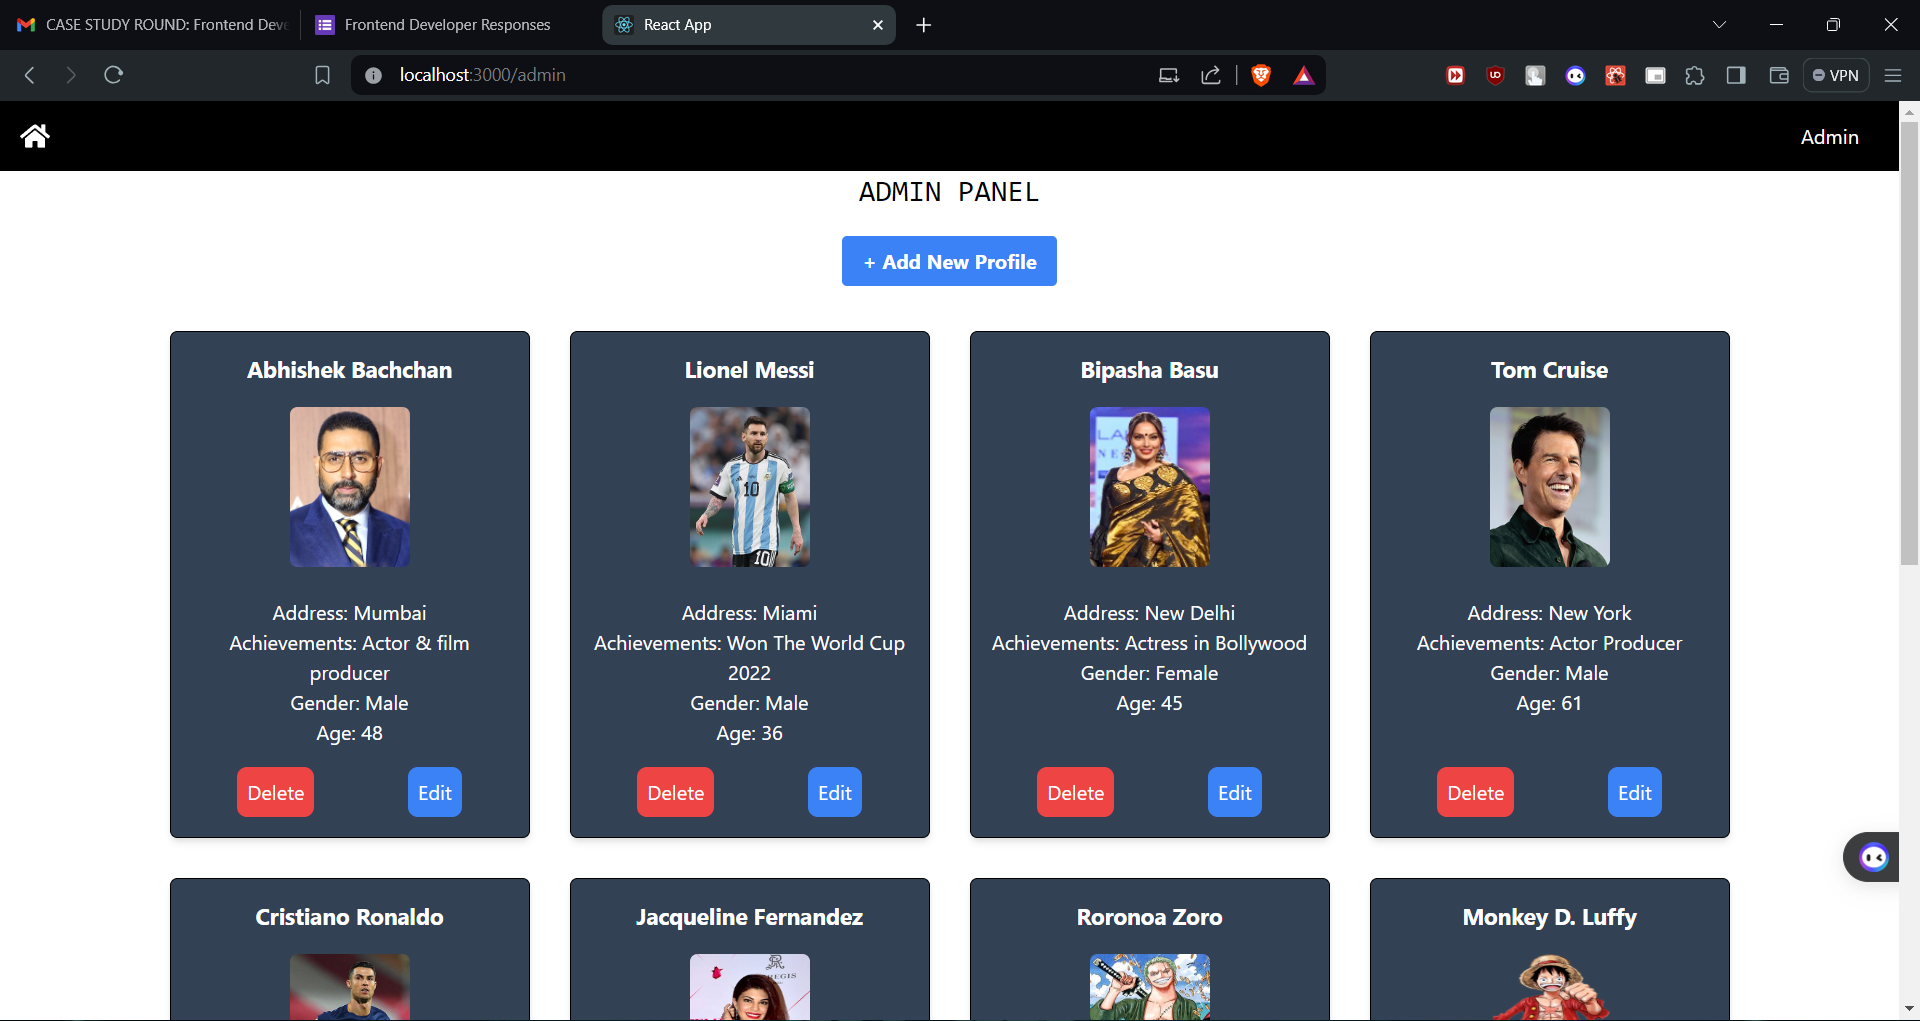 CASE STUDY ROUND: Frontend Deve
Frontend Developer Responses
React App
localhost:3000/admin
VPN
Admin
ADMIN PANEL
+ Add New Profile
Abhishek Bachchan
Address: Mumbai
Achievements: Actor & film
producer
Gender: Male
Age: 48
Delete
Edit
Lionel Messi
10
10
Address: Miami
Achievements: Won The World Cup
2022
Gender: Male
Age: 36
Delete
Edit
Bipasha Basu
Address: New Delhi
Achievements: Actress in Bollywood
Gender: Female
Age: 45
Delete
Edit
Tom Cruise
Address: New York
Achievements: Actor Producer
Gender: Male
Age: 61
Delete
Edit
Cristiano Ronaldo
Jacqueline Fernandez
Roronoa Zoro
Monkey D. Luffy